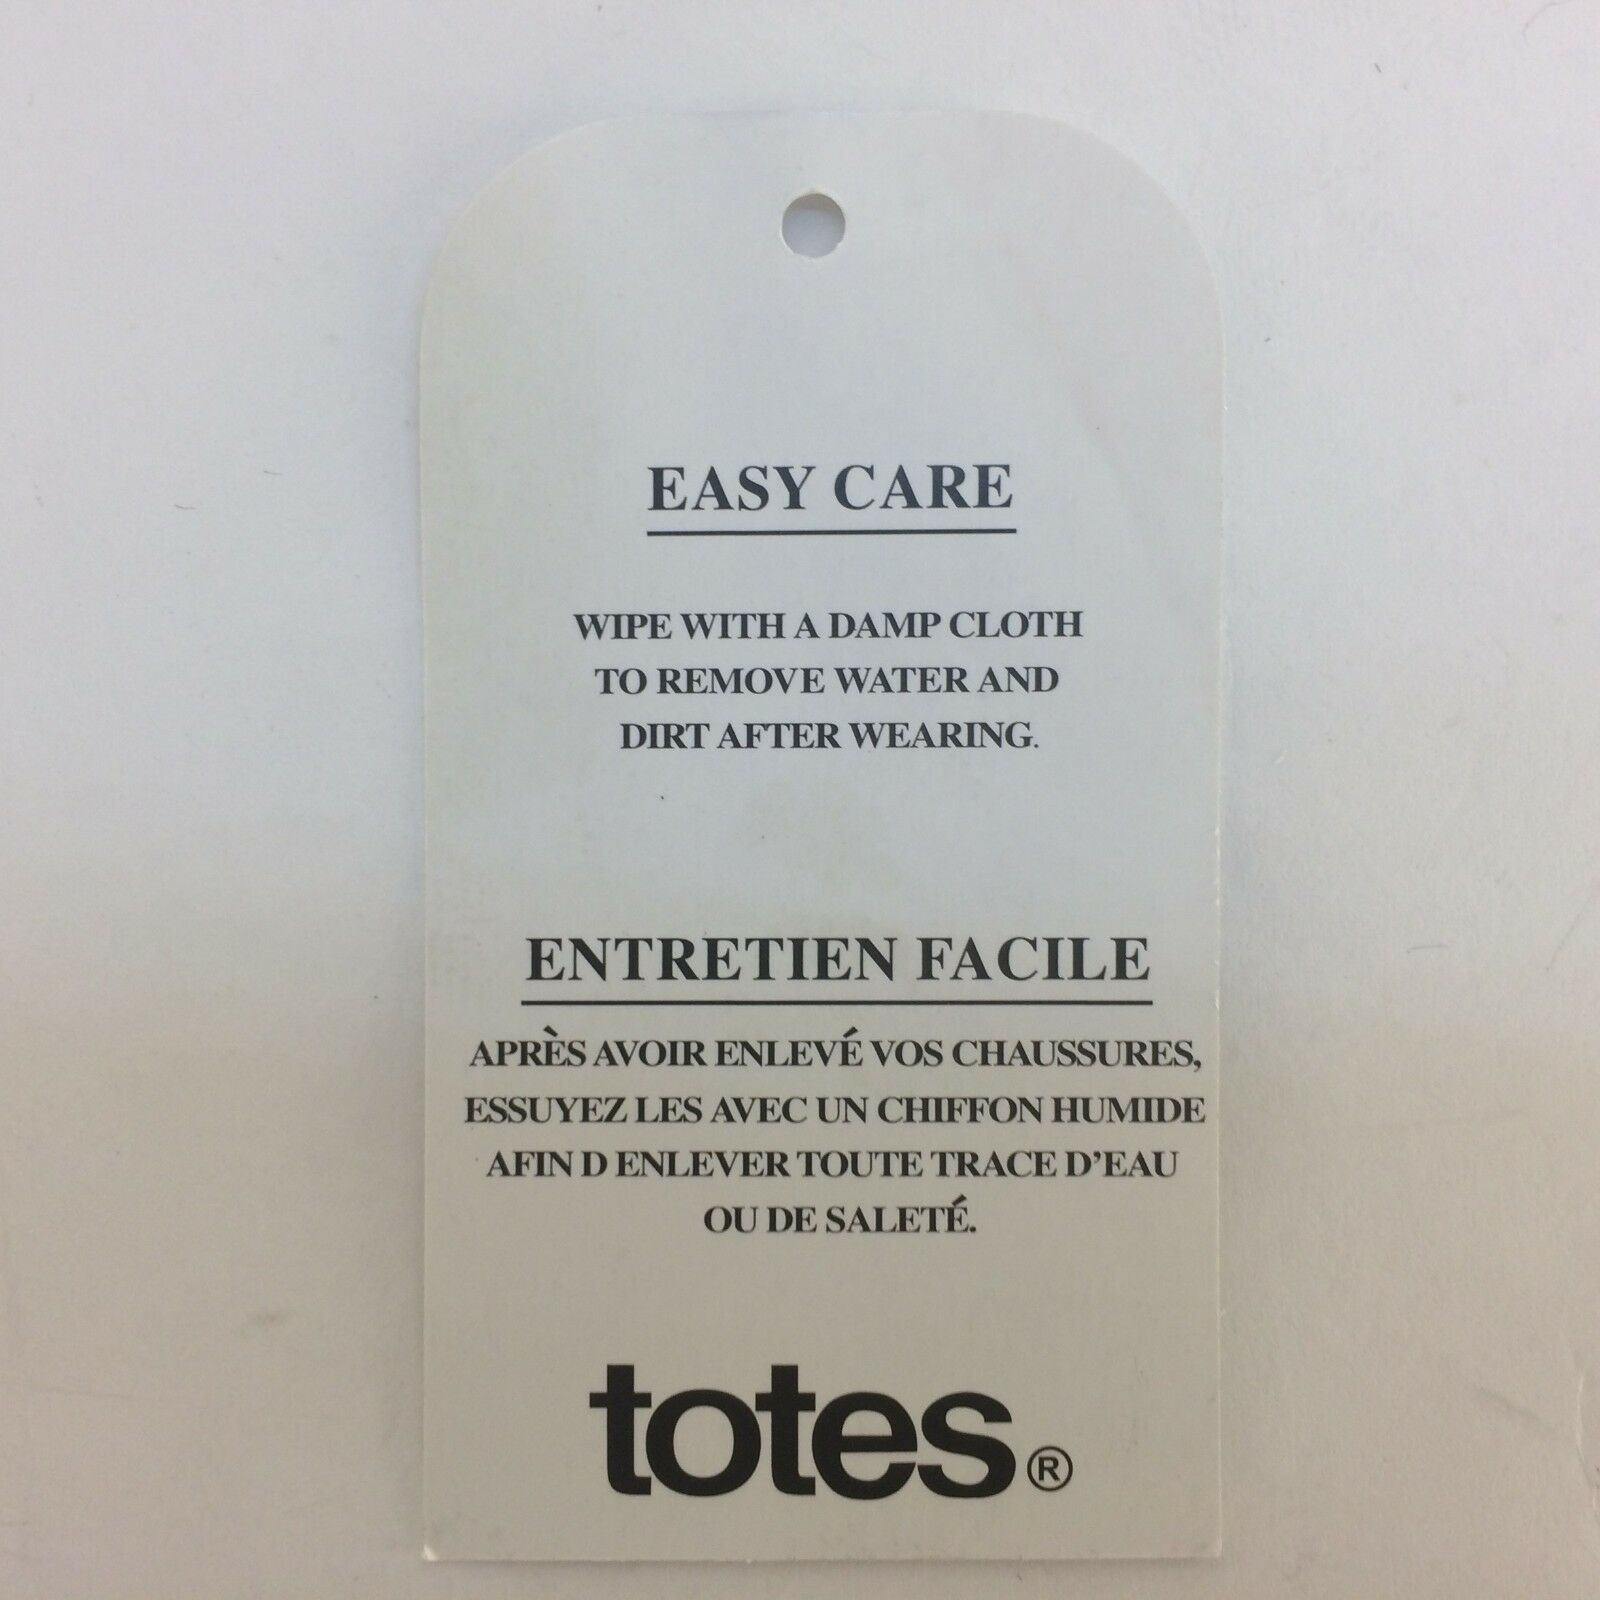 EASY CARE
WIPE WITH A DAMP CLOTH
TO REMOVE WATER AND
DIRT AFTER WEARING.
ENTRETIEN FACILE
APRÈS AVOIR ENLEVÉ VOS CHAUSSURES,
ESSUYEZ LES AVEC UN CHIFFON HUMIDE
AFIN D ENLEVER TOUTE TRACE D'EAU
OU DE SALETÉ.
totes®